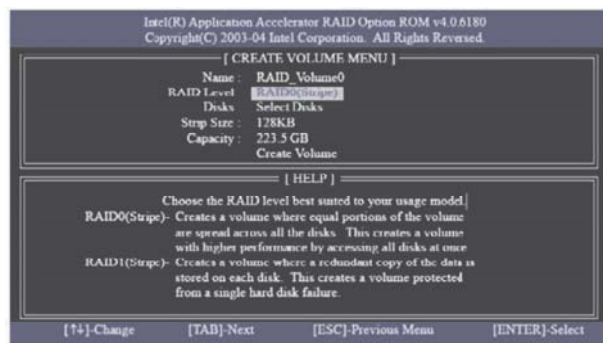 Intel(R) Application Accelerator RAID Option ROM v4.0.6180
Copyright(C) 2003-04 Intel Corporation. All Rights Reversed.
[ CREATE VOLUME MENU ]
Name : RAID_Volume0
RAID Level RAID0(Stripe)
Disks Select Disks
Strip Size : 128KB
Capacity : 223.5 GB
Create Volume
[ HELP ]
Choose the RAID level best suited to your usage model.
RAID0(Stripe)- Creates a volume where equal portions of the volume
are spread across all the disks. This creates a volume
with higher performance by accessing all disks at once
RAID1(Stripe)- Creates a volume where a redundant copy of the data is
stored on each disk. This creates a volume protected
from a single hard disk failure.
[↑↓]-Change [TAB]-Next [ESC]-Previous Menu [ENTER]-Select